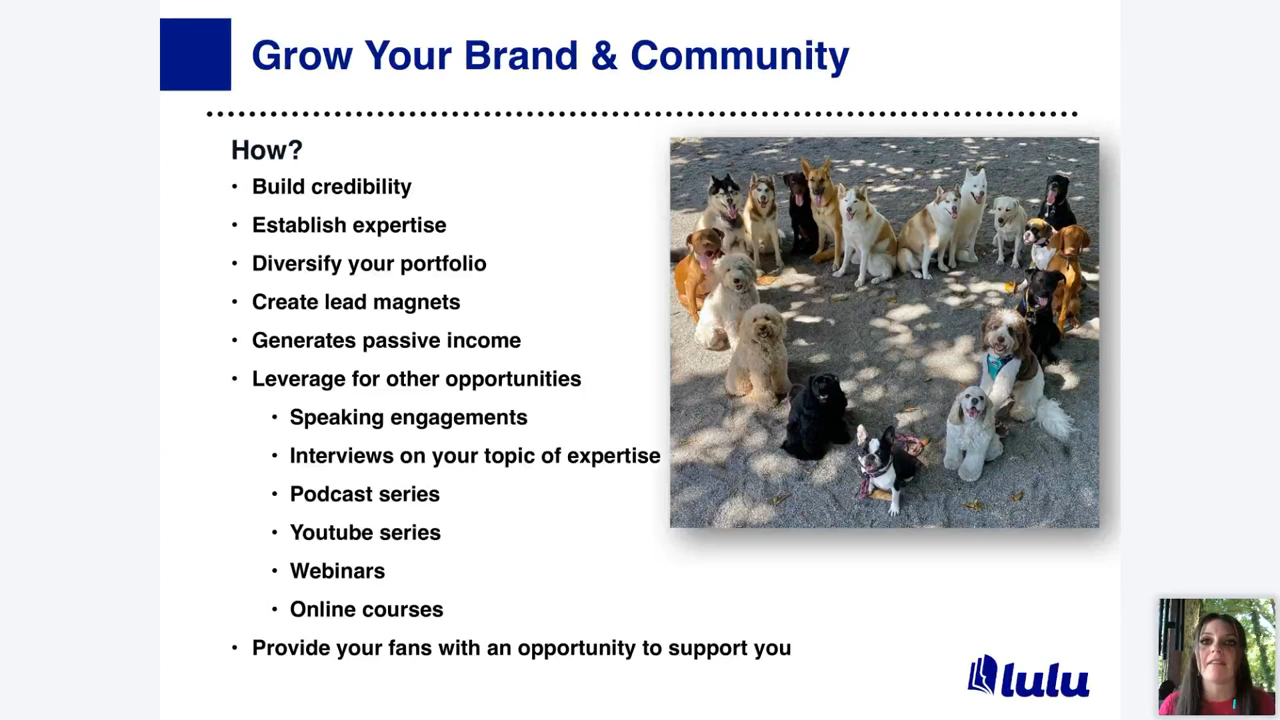 Grow Your Brand & Community
How?
• Build credibility
• Establish expertise
• Diversify your portfolio
• Create lead magnets
• Generates passive income
• Leverage for other opportunities
• Speaking engagements
• Interviews on your topic of expertise
• Podcast series
• Youtube series
• Webinars
• Online courses
• Provide your fans with an opportunity to support you
lulu